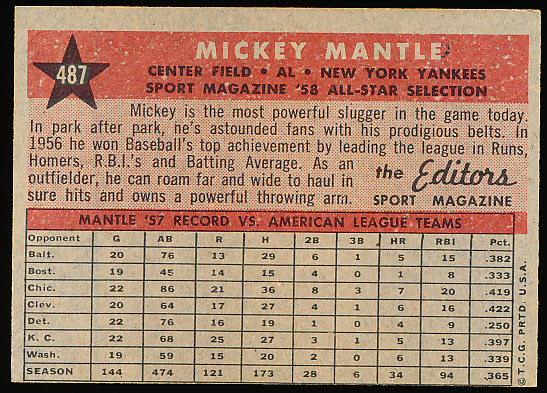 487
MICKEY MANTLE
CENTER FIELD • AL • NEW YORK YANKEES
SPORT MAGAZINE '58 ALL-STAR SELECTION
Mickey is the most powerful slugger in the game today.
In park after park, he's astounded fans with his prodigious belts. In
1956 he won Baseball's top achievement by leading the league in Runs,
Homers, R.B.I.'s and Batting Average. As an
outfielder, he can roam far and wide to haul in
sure hits and owns a powerful throwing arm.
the Editors
SPORT MAGAZINE
MANTLE '57 RECORD VS. AMERICAN LEAGUE TEAMS
Opponent G AB R H 2B 3B HR RBI Pct.
Balt. 20 76 13 29 6 1 5 15 .382
Bost. 19 45 14 15 4 0 1 8 .333
Chic. 22 86 21 36 8 3 7 20 .419
Clev. 20 64 17 27 4 1 6 16 .422
Det. 22 76 16 19 1 0 4 9 .250
K. C. 22 68 25 27 3 1 5 13 .397
Wash. 19 59 15 20 2 0 6 13 .339
SEASON 144 474 121 173 28 6 34 94 .365
© T.C.G. PRTD. U.S.A.